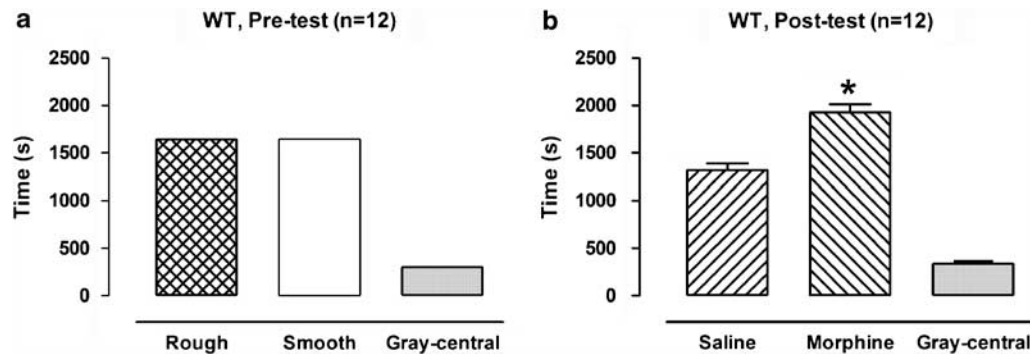 a
WT, Pre-test (n=12)
Time (s)
2500
2000
1500
1000
500
0
Rough Smooth Gray-central
b
WT, Post-test (n=12)
Time (s)
2500
2000
1500
1000
500
0
*
Saline Morphine Gray-central